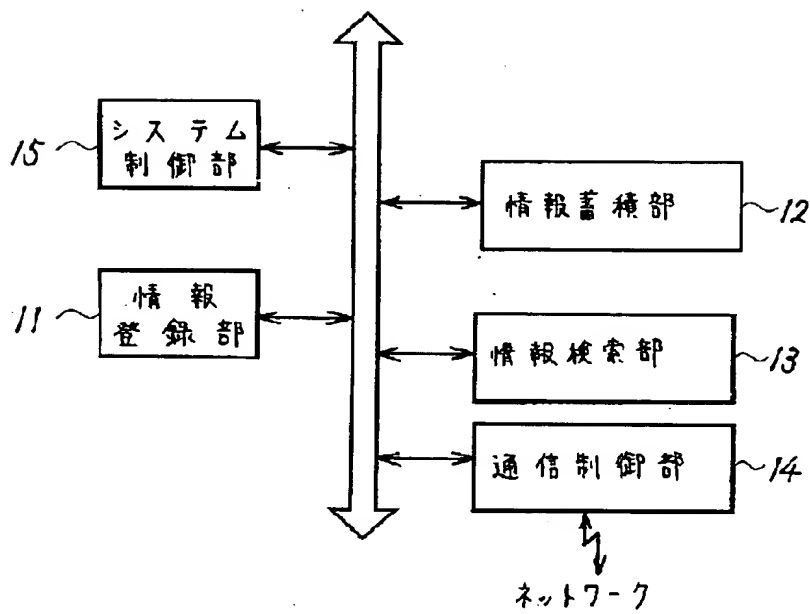 システム
制御部
15
情報蓄積部
12
情報
登録部
11
情報検索部
13
通信制御部
14
ネットワーク